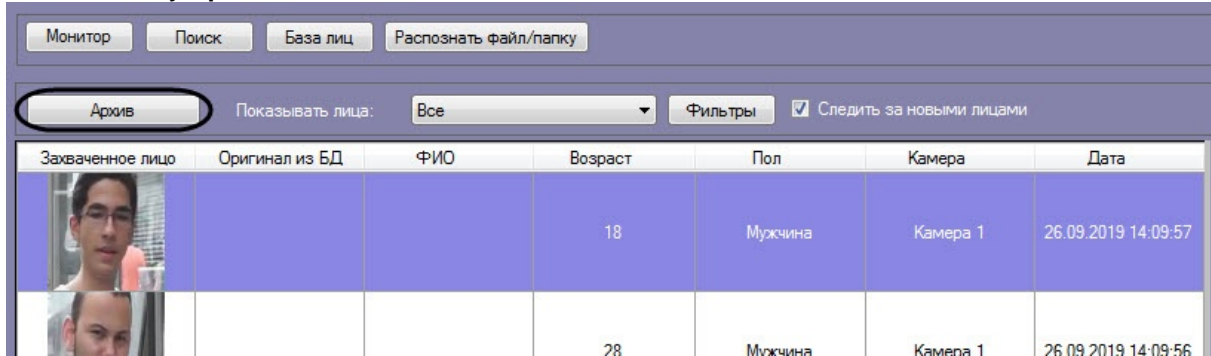 Монитор Поиск База лиц Распознать файл/папку
Архив Показывать лица: Все Фильтры Следить за новыми лицами
Захваченное лицо Оригинал из БД ФИО Возраст Пол Камера Дата
18 Мужчина Камера 1 26.09.2019 14:09:57
28 Мужчина Камера 1 26.09.2019 14:09:56